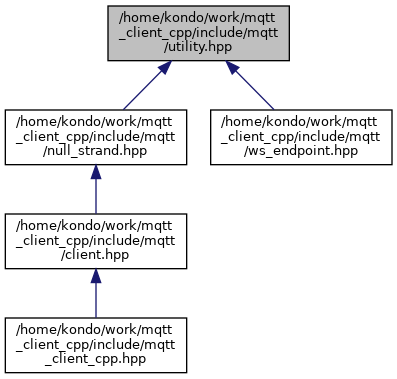 /home/kondo/work/mqtt
_client_cpp/include/mqtt
/utility.hpp
/home/kondo/work/mqtt
_client_cpp/include/mqtt
/null_strand.hpp
/home/kondo/work/mqtt
_client_cpp/include/mqtt
/ws_endpoint.hpp
/home/kondo/work/mqtt
_client_cpp/include/mqtt
/client.hpp
/home/kondo/work/mqtt
_client_cpp/include/mqtt
_client_cpp.hpp